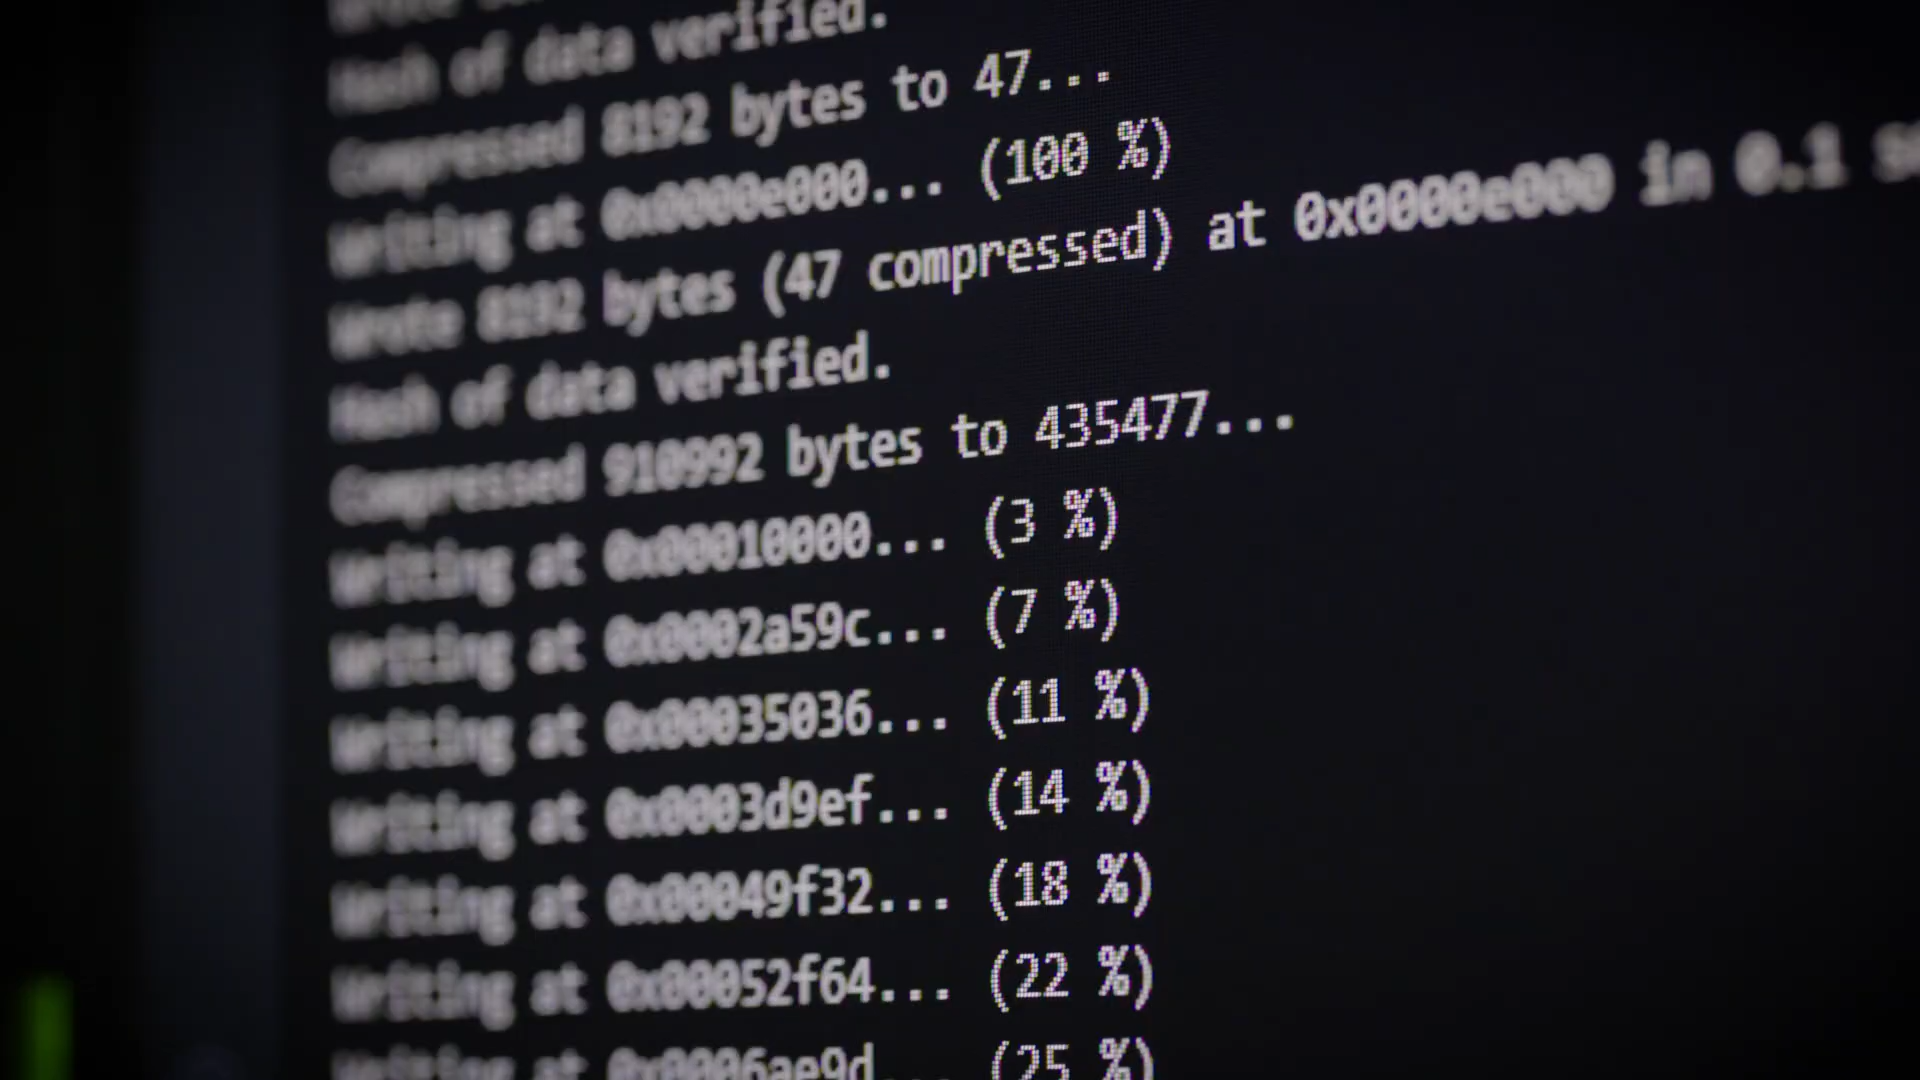 Hash of data verified.
Compressed 8192 bytes to 47...
Writing at 0x0000e000... (100 %)
Wrote 8192 bytes (47 compressed) at 0x0000e000 in 0.1
Hash of data verified.
Compressed 910992 bytes to 435477...
Writing at 0x00010000... (3 %)
Writing at 0x0002a59c... (7 %)
Writing at 0x00035036... (11 %)
Writing at 0x0003d9ef... (14 %)
Writing at 0x00049f32... (18 %)
Writing at 0x00052f64... (22 %)
Writing at 0x0006ae9d... (25 %)